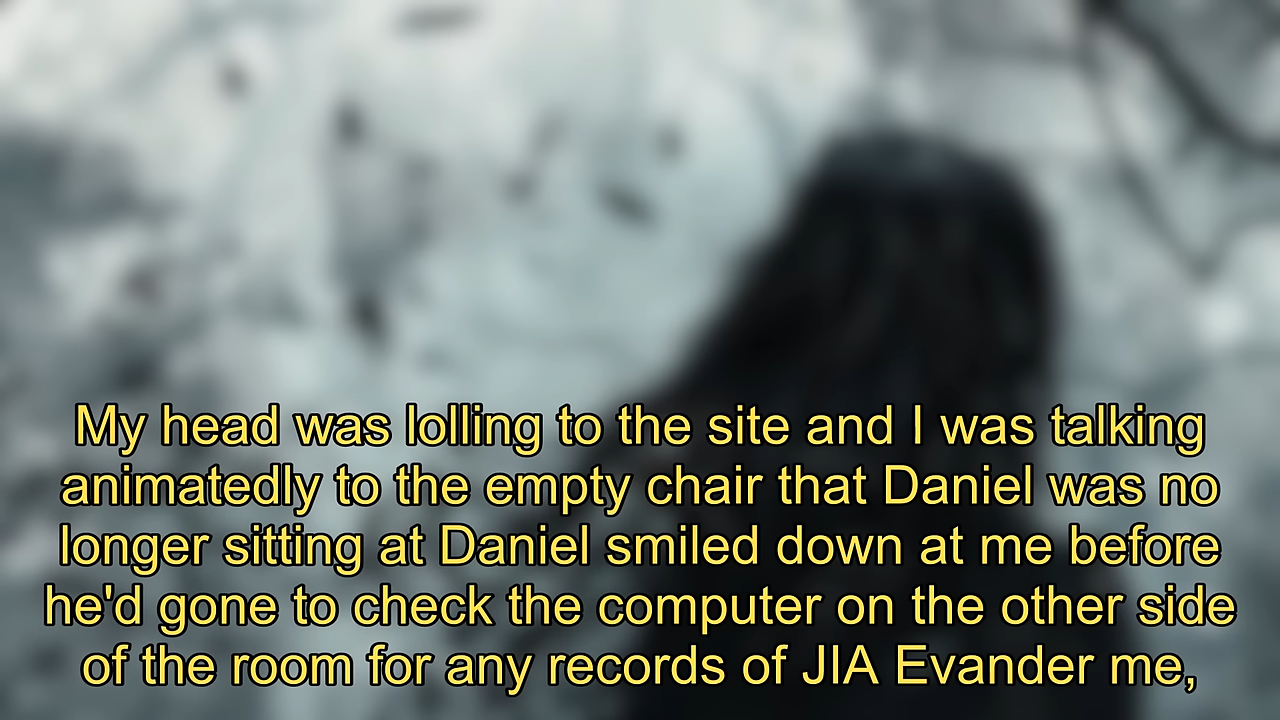 My head was lolling to the site and I was talking
animatedly to the empty chair that Daniel was no
longer sitting at Daniel smiled down at me before
he'd gone to check the computer on the other side
of the room for any records of JIA Evander me,